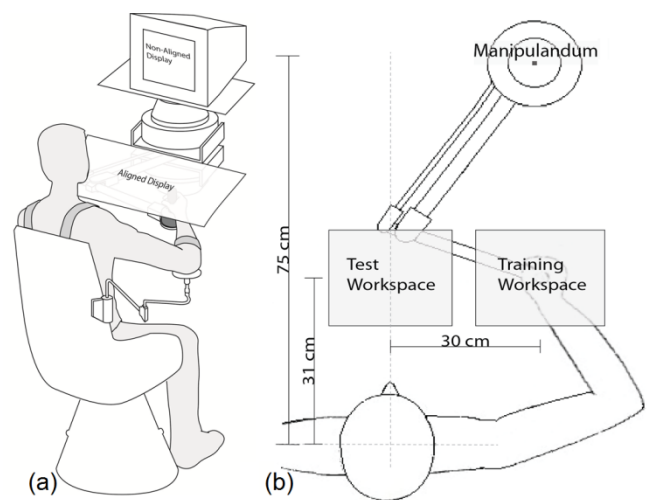 Non-Aligned
Display
Aligned Display
(a)
Manipulandum
75 cm
Test
Workspace
Training
Workspace
30 cm
31 cm
(b)